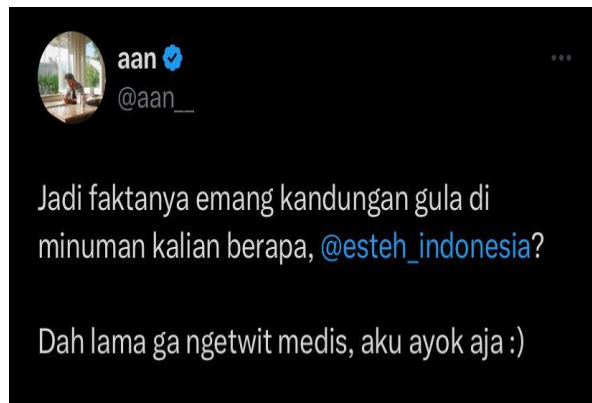 aan
@aan__
Jadi faktanya emang kandungan gula di
minuman kalian berapa, @esteh_indonesia?
Dah lama ga ngetwit medis, aku ayok aja :)